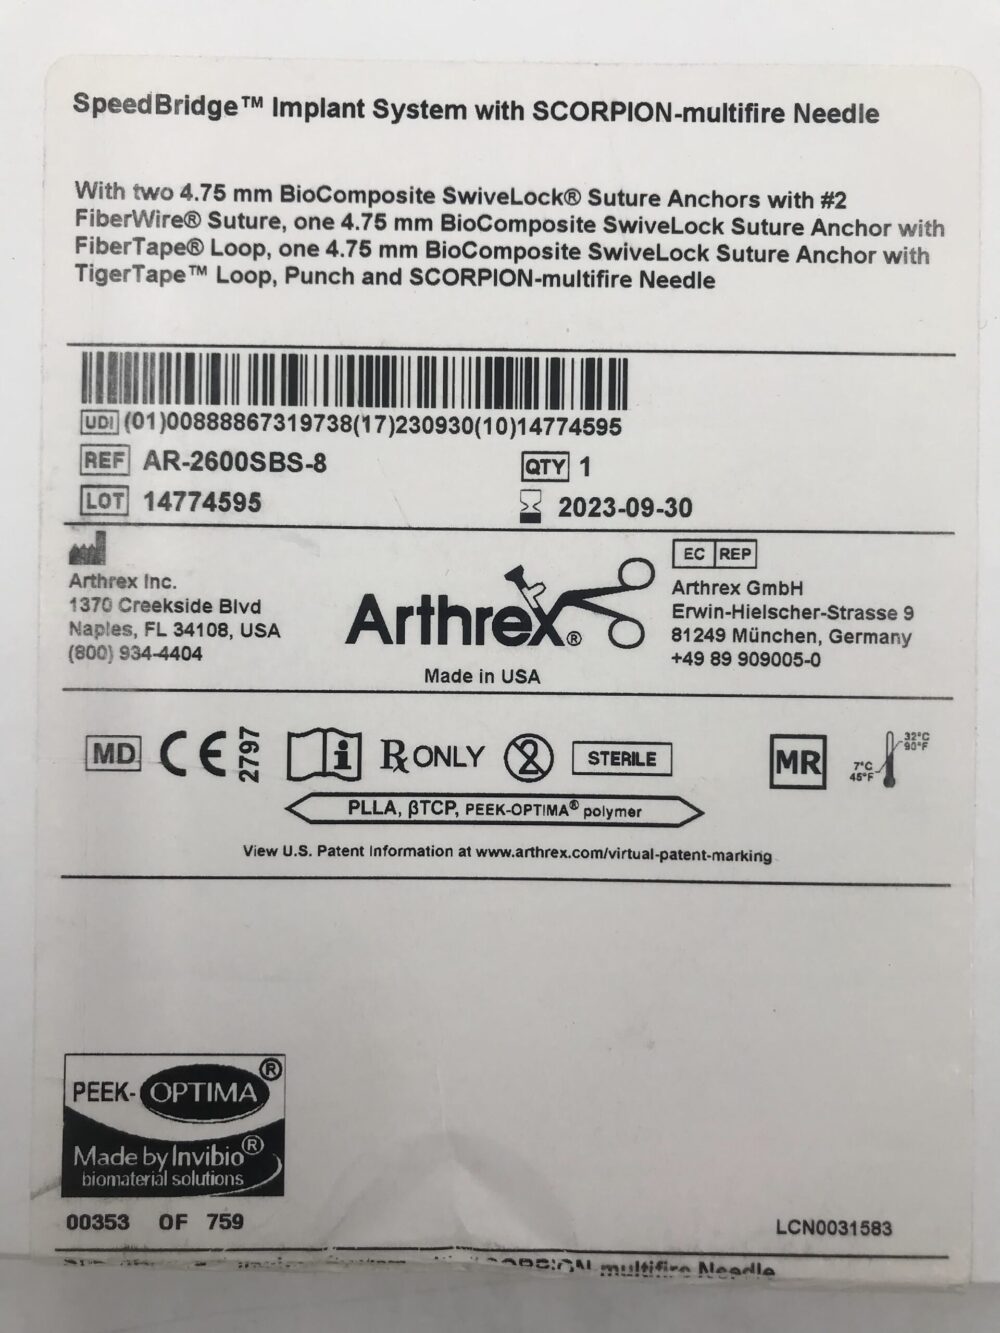 SpeedBridge™ Implant System with SCORPION-multifire Needle
With two 4.75 mm BioComposite SwiveLock® Suture Anchors with #2
FiberWire® Suture, one 4.75 mm BioComposite SwiveLock Suture Anchor with
FiberTape® Loop, one 4.75 mm BioComposite SwiveLock Suture Anchor with
TigerTape™ Loop, Punch and SCORPION-multifire Needle
UDI (01)00888867319738(17)230930(10)14774595
REF AR-2600SBS-8
QTY 1
LOT 14774595
2023-09-30
Arthrex Inc.
1370 Creekside Blvd
Naples, FL 34108, USA
(800) 934-4404
Arthrex®
Made in USA
EC REP
Arthrex GmbH
Erwin-Hielscher-Strasse 9
81249 München, Germany
+49 89 909005-0
MD CE 2797 i Rx ONLY 2 STERILE MR
32°C
90°F
7°C
45°F
PLLA, βTCP, PEEK-OPTIMA® polymer
View U.S. Patent Information at www.arthrex.com/virtual-patent-marking
PEEK-OPTIMA®
Made by Invibio®
biomaterial solutions
00353 OF 759
LCN0031583
multifire Needle